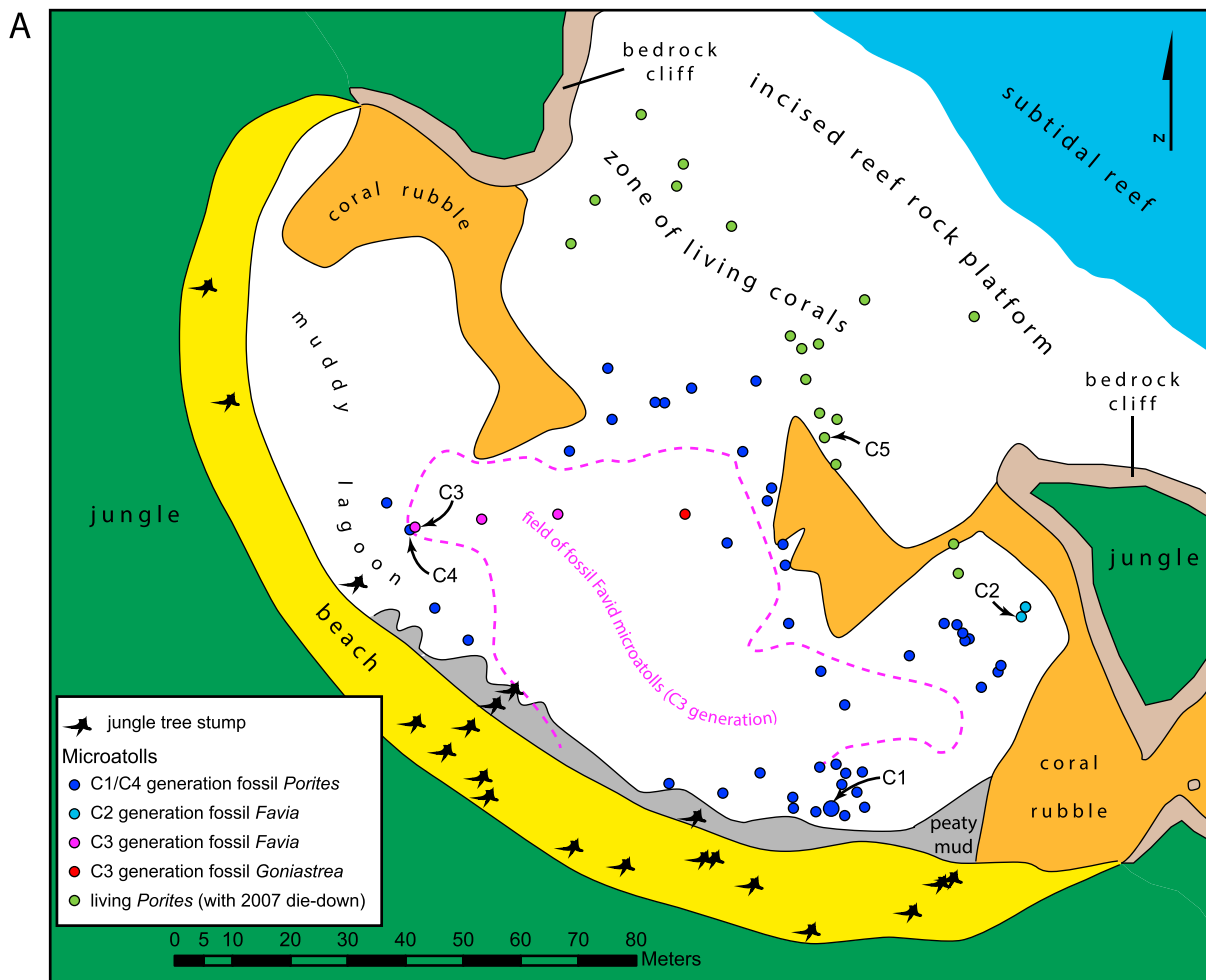 A
bedrock
cliff
incised reef rock platform
subtidal reef
N
zone of living corals
coral rubble
muddy
lagoon
bedrock
cliff
C5
jungle
C3
C4
field of fossil Favid microatolls (C3 generation)
C2
jungle
beach
C1
coral
rubble
peaty
mud
jungle tree stump
Microatolls
C1/C4 generation fossil Porites
C2 generation fossil Favia
C3 generation fossil Favia
C3 generation fossil Goniastrea
living Porites (with 2007 die-down)
0 5 10 20 30 40 50 60 70 80
Meters